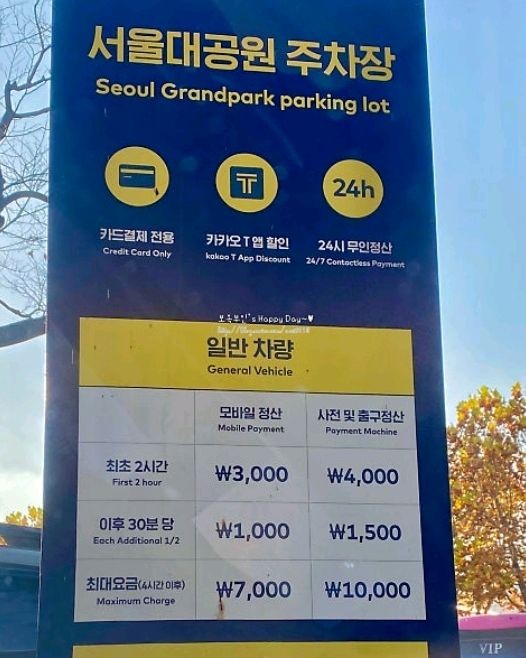 서울대공원 주차장
Seoul Grandpark parking lot
24h
카드결제 전용
Credit Card Only
카카오 T 앱 할인
kakao T App Discount
24시 무인정산
24/7 Contactless Payment
's Happy Day~♥
일반 차량
General Vehicle
모바일 정산
Mobile Payment
사전 및 출구정산
Payment Machine
최초 2시간
First 2 hour
₩3,000
₩4,000
이후 30분 당
Each Additional 1/2
₩1,000
₩1,500
최대요금(4시간 이후)
Maximum Charge
₩7,000
₩10,000
VIP